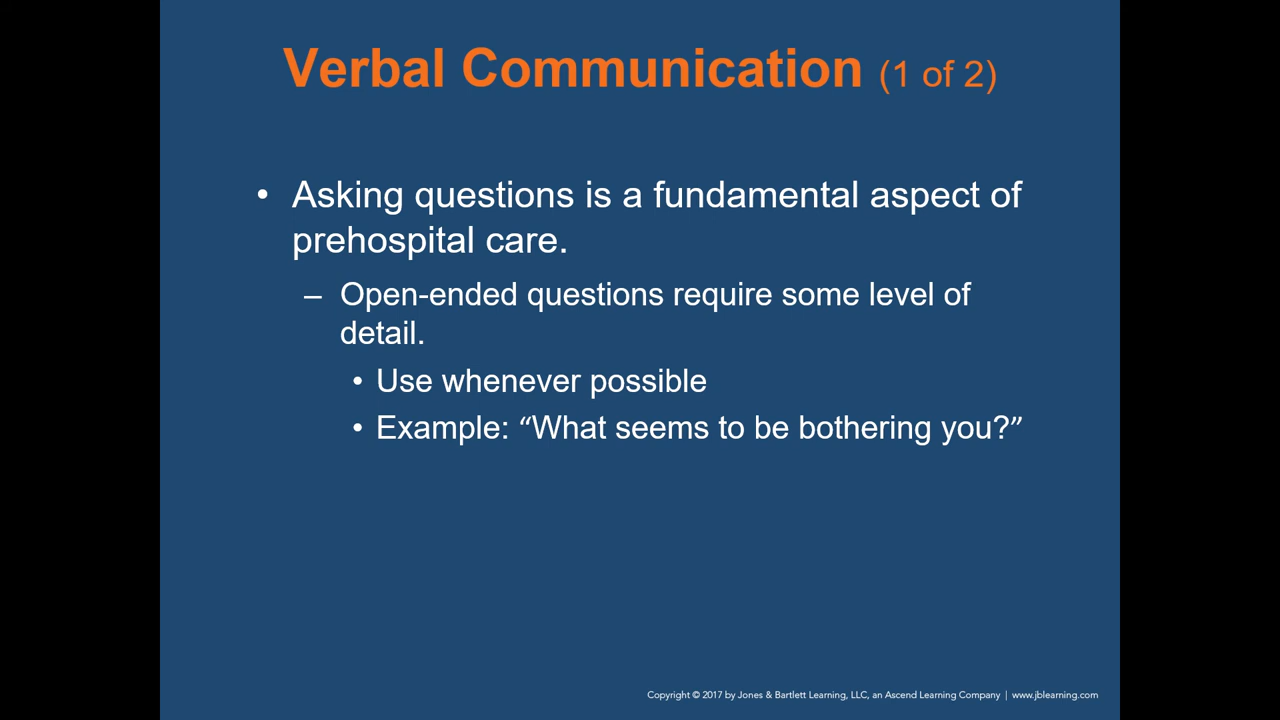 Verbal Communication (1 of 2)
• Asking questions is a fundamental aspect of
prehospital care.
– Open-ended questions require some level of
detail.
• Use whenever possible
• Example: “What seems to be bothering you?”
Copyright © 2017 by Jones & Bartlett Learning, LLC, an Ascend Learning Company | www.jblearning.com